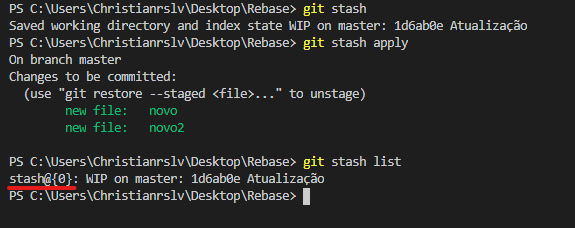 PS C:\Users\Christianrslv\Desktop\Rebase> git stash
Saved working directory and index state WIP on master: 1d6ab0e Atualização
PS C:\Users\Christianrslv\Desktop\Rebase> git stash apply
On branch master
Changes to be committed:
  (use "git restore --staged <file>..." to unstage)
        new file:   novo
        new file:   novo2

PS C:\Users\Christianrslv\Desktop\Rebase> git stash list
stash@{0}: WIP on master: 1d6ab0e Atualização
PS C:\Users\Christianrslv\Desktop\Rebase>